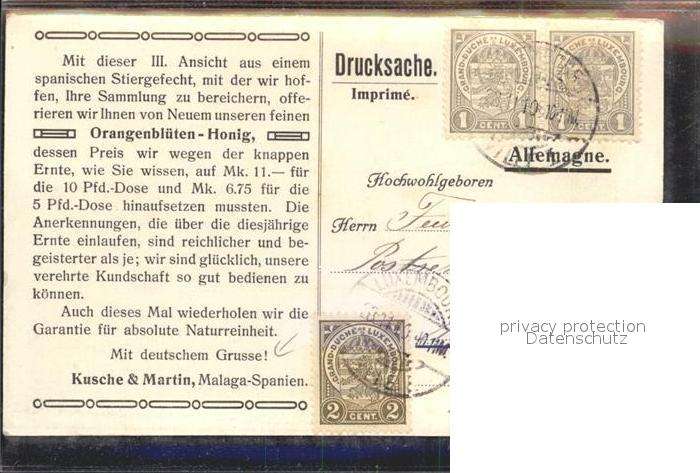 Mit dieser III. Ansicht aus einem
spanischen Stiergefecht, mit der wir hof-
fen, Ihre Sammlung zu bereichern, offe-
rieren wir Ihnen von Neuem unseren feinen
Orangenblüten-Honig,
dessen Preis wir wegen der knappen
Ernte, wie Sie wissen, auf Mk. 11.— für
die 10 Pfd.-Dose und Mk. 6.75 für die
5 Pfd.-Dose hinaufsetzen mussten. Die
Anerkennungen, die über die diesjährige
Ernte einlaufen, sind reichlicher und be-
geisterter als je; wir sind glücklich, unsere
verehrte Kundschaft so gut bedienen zu
können.
Auch dieses Mal wiederholen wir die
Garantie für absolute Naturreinheit.
Mit deutschem Grusse!
Kusche & Martin, Malaga-Spanien.
Drucksache.
Imprimé.
GRAND-DUCHÉ DE LUXEMBOURG
1 CENT. 1
GRAND-DUCHÉ DE LUXEMBOURG
1 1
Allemagne.
Hochwohlgeboren
Herrn
GRAND-DUCHÉ DE LUXEMBOURG
2 CENT. 2
privacy protection
Datenschutz